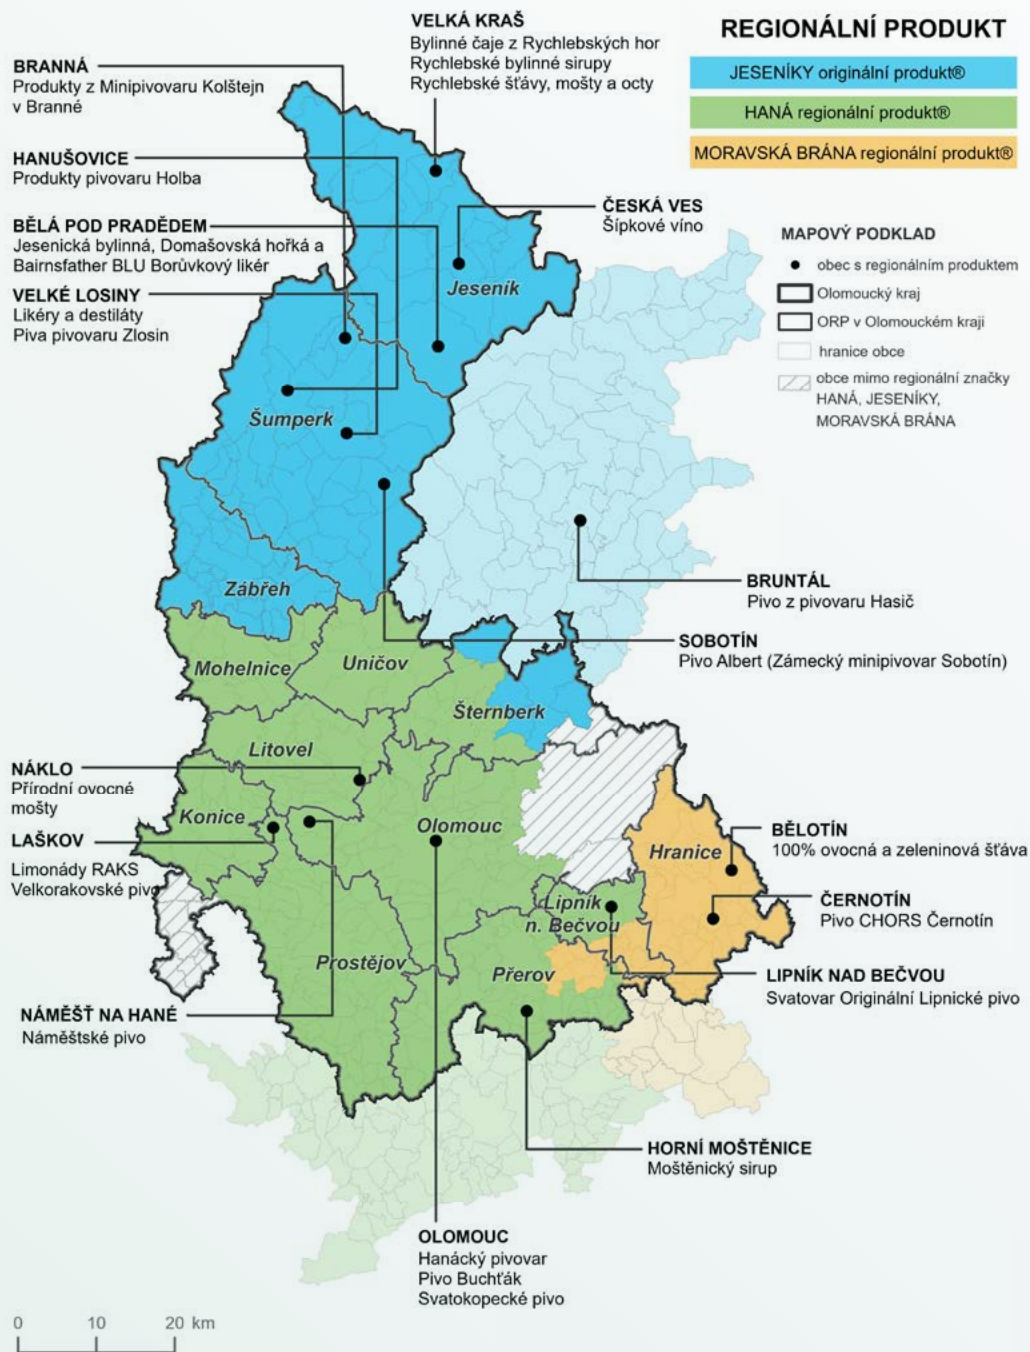 VELKÁ KRAŠ
Bylinné čaje z Rychlebských hor
Rychlebské bylinné sirupy
Rychlebské šťávy, mošty a octy
REGIONÁLNÍ PRODUKT
JESENÍKY originální produkt®
HANÁ regionální produkt®
MORAVSKÁ BRÁNA regionální produkt®
BRANNÁ
Produkty z Minipivovaru Kolštejn
v Branné
HANUŠOVICE
Produkty pivovaru Holba
BĚLÁ POD PRADĚDEM
Jesenická bylinná, Domašovská hořká a
Bairnsfather BLU Borůvkový likér
VELKÉ LOSINY
Likéry a destiláty
Piva pivovaru Zlosin
ČESKÁ VES
Šípkové víno
MAPOVÝ PODKLAD
obec s regionálním produktem
Olomoucký kraj
ORP v Olomouckém kraji
hranice obce
obce mimo regionální značky
HANÁ, JESENÍKY,
MORAVSKÁ BRÁNA
Jeseník
Šumperk
Zábřeh
BRUNTÁL
Pivo z pivovaru Hasič
SOBOTÍN
Pivo Albert (Zámecký minipivovar Sobotín)
Mohelnice
Uničov
Šternberk
Litovel
NÁKLO
Přírodní ovocné
mošty
Konice
LAŠKOV
Limonády RAKS
Velkorakovské pivo
Olomouc
Hranice
BĚLOTÍN
100% ovocná a zeleninová šťáva
ČERNOTÍN
Pivo CHORS Černotín
Lipník
n. Bečvou
Prostějov
Přerov
LIPNÍK NAD BEČVOU
Svatovar Originální Lipnické pivo
NÁMĚŠŤ NA HANÉ
Náměštské pivo
HORNÍ MOŠTĚNICE
Moštěnický sirup
OLOMOUC
Hanácký pivovar
Pivo Buchťák
Svatokopecké pivo
0 10 20 km